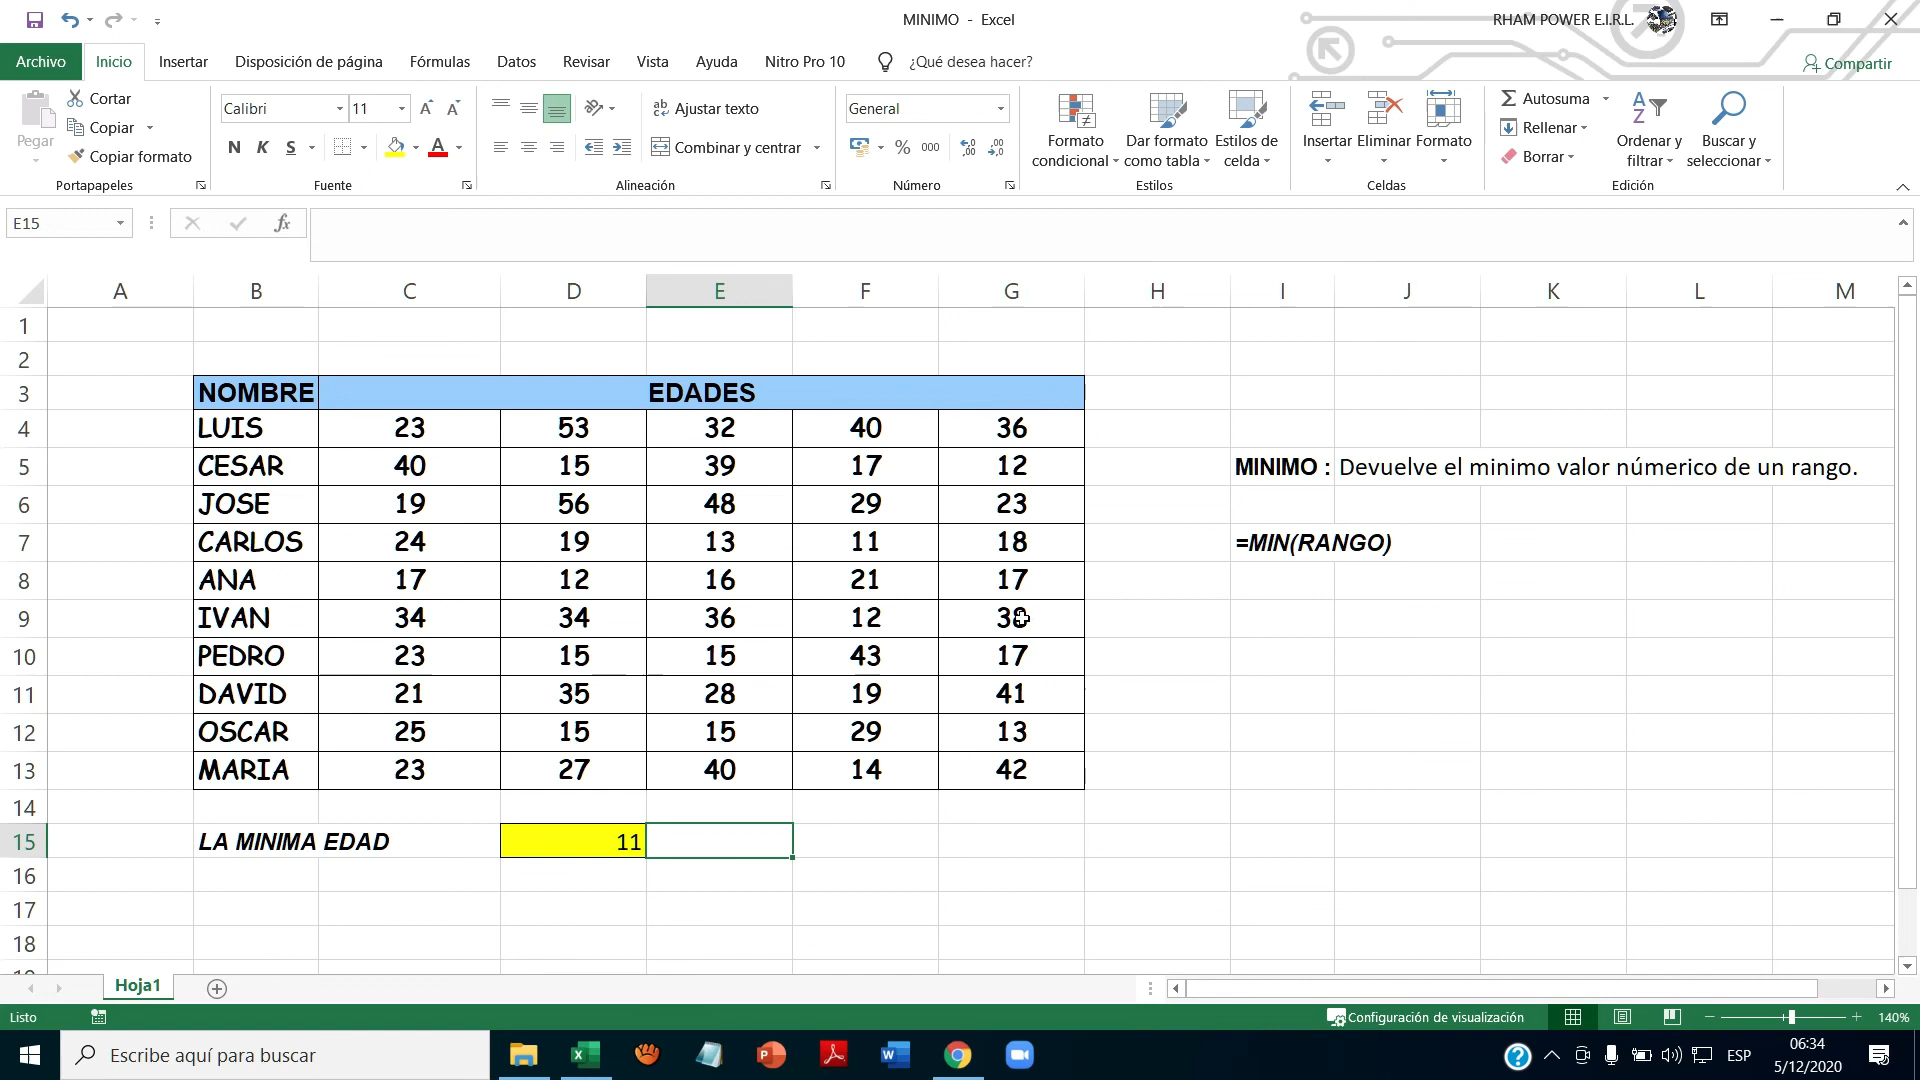 MINIMO - Excel
RHAM POWER E.I.R.L.
Archivo Inicio Insertar Disposición de página Fórmulas Datos Revisar Vista Ayuda Nitro Pro 10 ¿Qué desea hacer? Compartir
Pegar
Cortar
Copiar
Copiar formato
Portapapeles
Calibri 11
N K S
Fuente
Ajustar texto
Combinar y centrar
Alineación
General
% 000
Número
Formato condicional
Dar formato como tabla
Estilos de celda
Estilos
Insertar Eliminar Formato
Celdas
Autosuma
Rellenar
Borrar
Ordenar y filtrar
Buscar y seleccionar
Edición
E15 fx
A B C D E F G H I J K L M
1
2
3 NOMBRE EDADES
4 LUIS 23 53 32 40 36
5 CESAR 40 15 39 17 12 MINIMO : Devuelve el minimo valor númerico de un rango.
6 JOSE 19 56 48 29 23
7 CARLOS 24 19 13 11 18 =MIN(RANGO)
8 ANA 17 12 16 21 17
9 IVAN 34 34 36 12
10 PEDRO 23 15 15 43 17
11 DAVID 21 35 28 19 41
12 OSCAR 25 15 15 29 13
13 MARIA 23 27 40 14 42
14
15 LA MINIMA EDAD 11
16
17
18
Hoja1
Listo Configuración de visualización 140%
Escribe aquí para buscar
ESP
06:34
5/12/2020